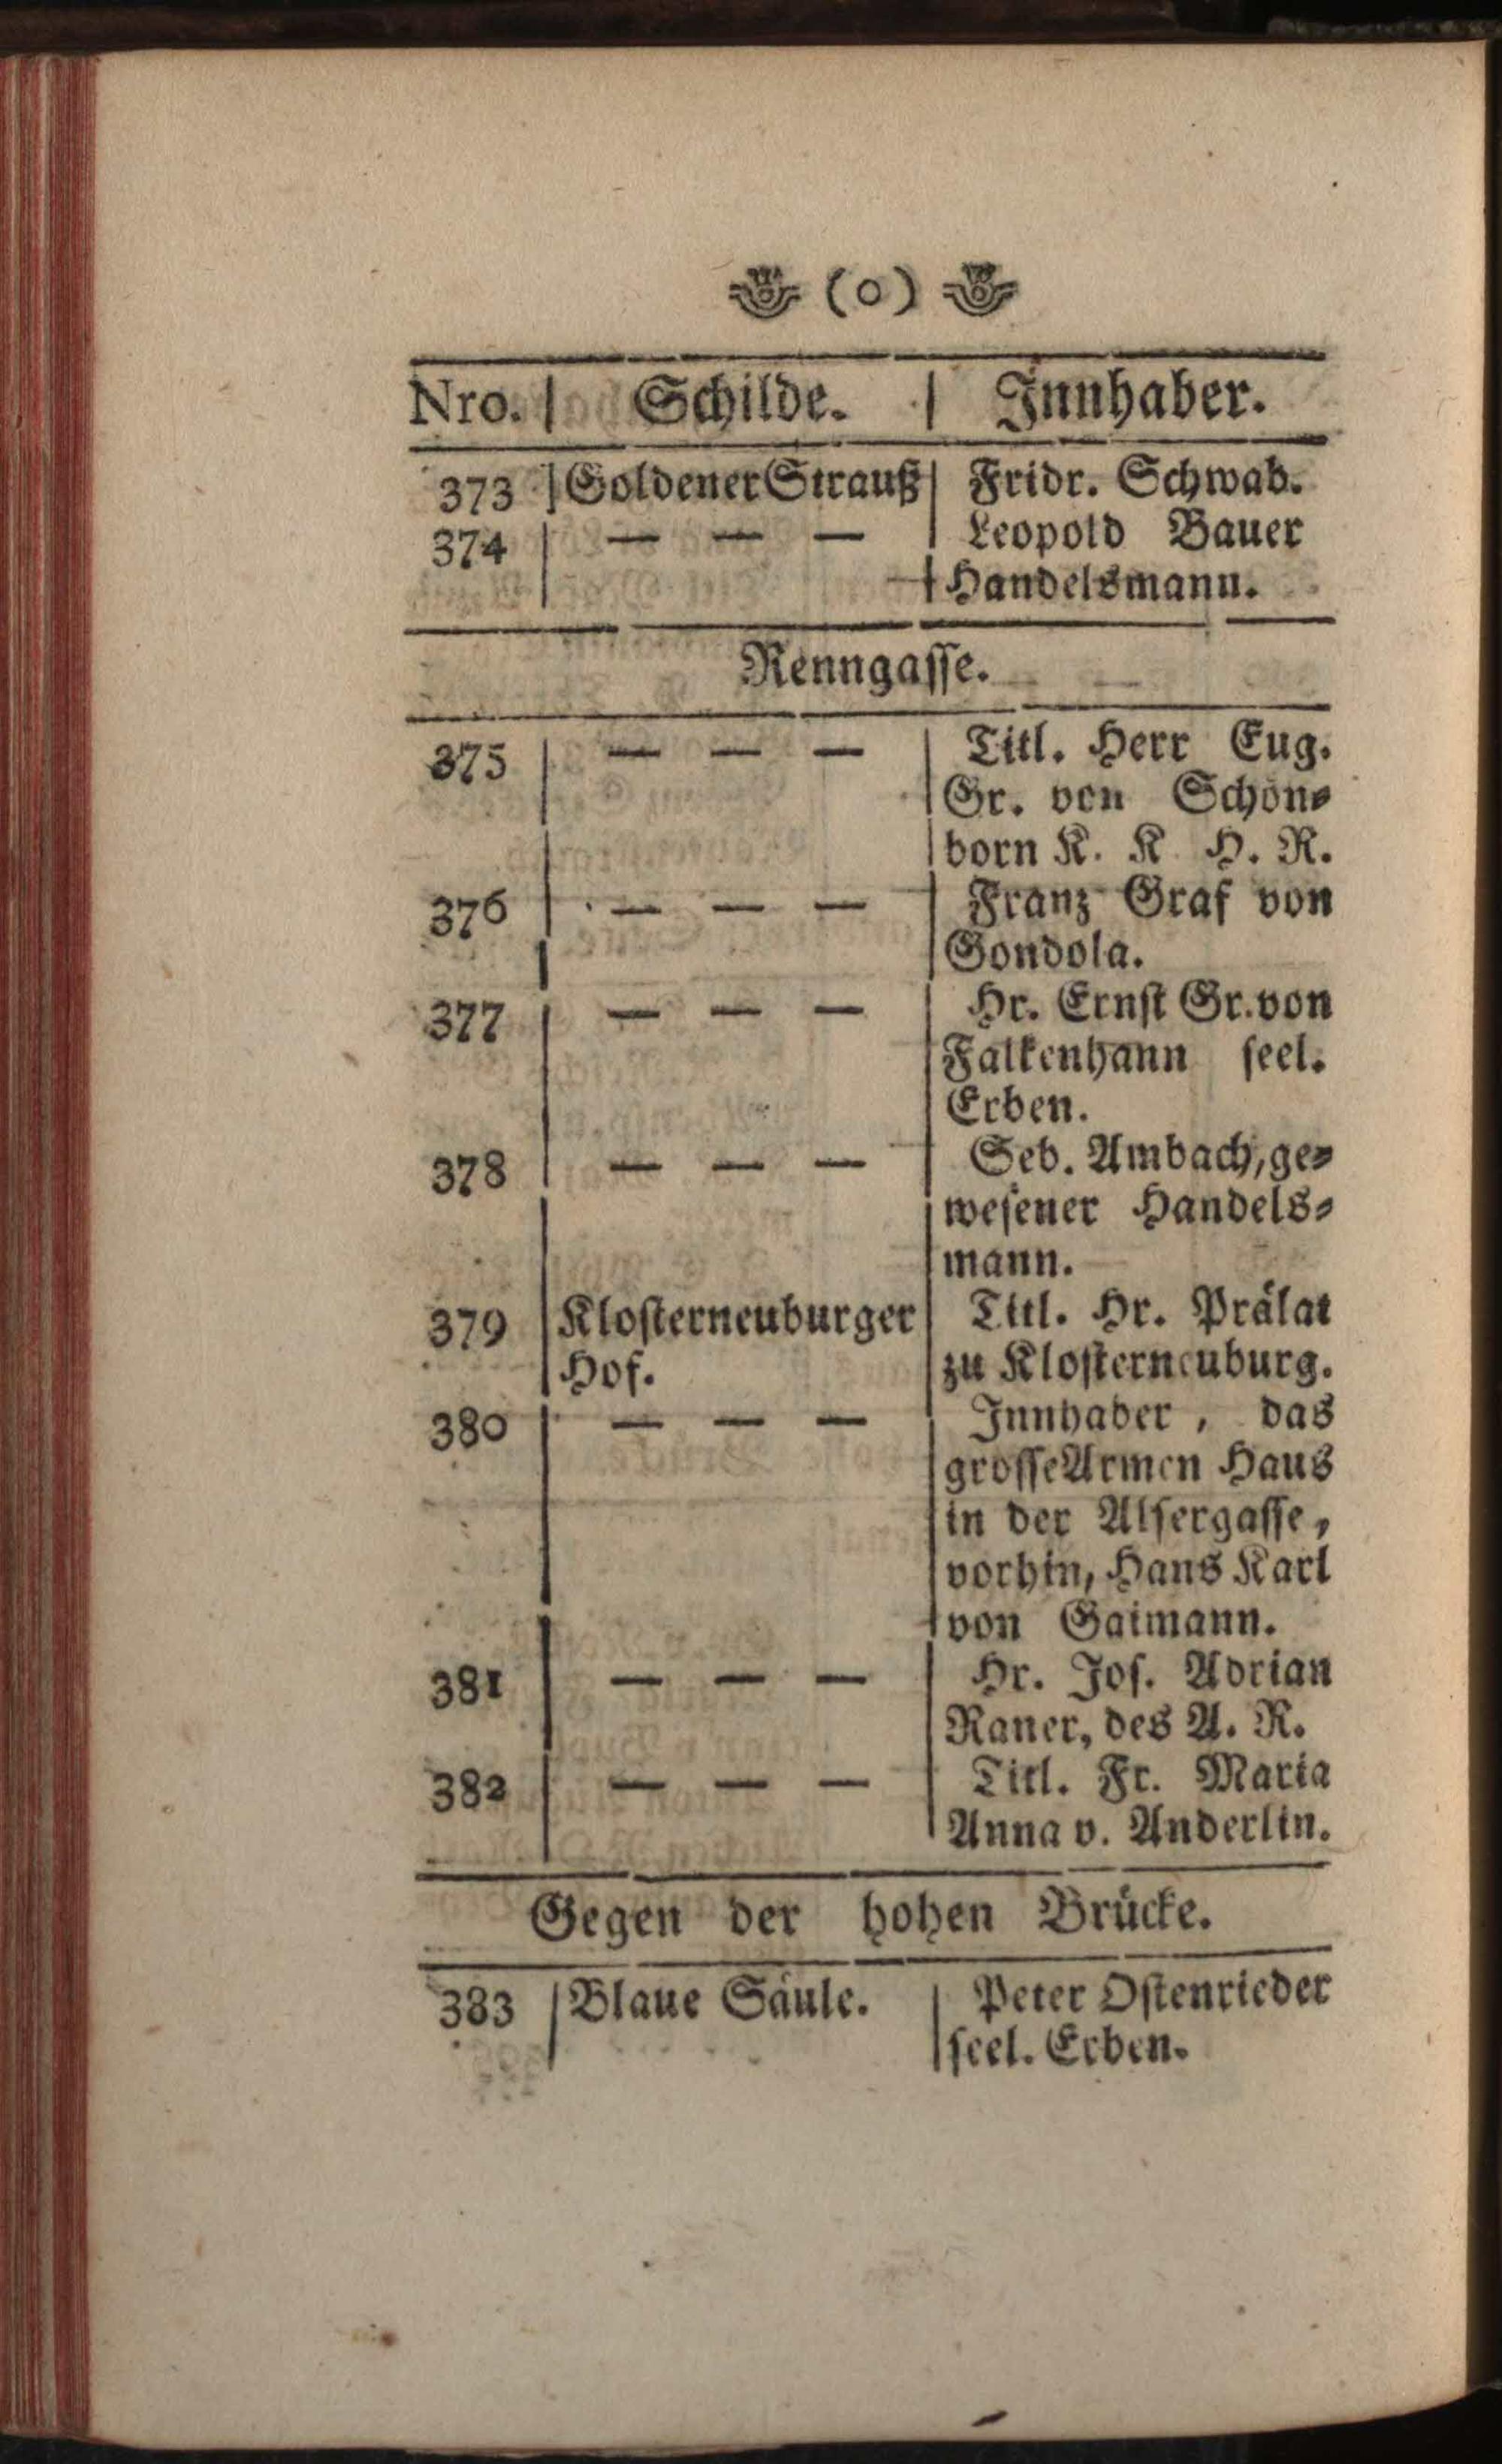 (o)
Nro. | Schilde. | Innhaber.
373 | Goldener Strauß | Fridr. Schwab.
374 | — — — | Leopold Bauer
Handelsmann.
Renngasse.
375 | — — — | Titl. Herr Eug.
Gr. von Schön-
born K. K. H. R.
376 | — — — | Franz Graf von
Gondola.
377 | — — — | Hr. Ernst Gr. von
Falkenhann seel.
Erben.
378 | — — — | Seb. Ambach, ge-
wesener Handels-
mann.
379 | Klosterneuburger | Titl. Hr. Prälat
Hof. | zu Klosterneuburg.
380 | — — — | Innhaber, das
grosse Armen Haus
in der Alsergasse,
vorhin, Hans Karl
von Gaimann.
381 | — — — | Hr. Jos. Adrian
Raner, des A. R.
382 | — — — | Titl. Fr. Maria
Anna v. Anderlin.
Gegen der hohen Brücke.
383 | Blaue Säule. | Peter Ostenrieder
seel. Erben.